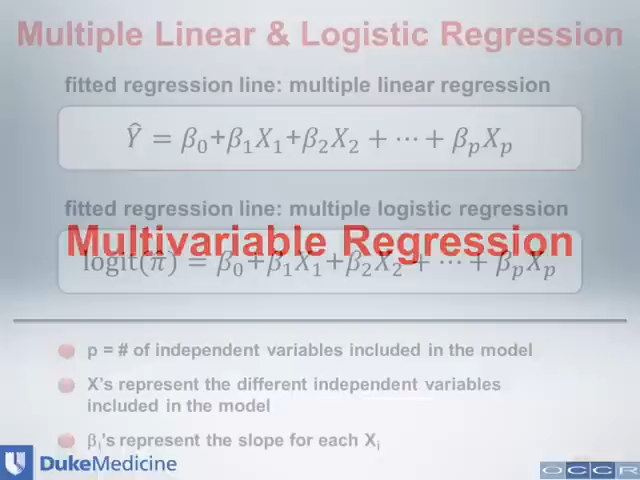 Multiple Linear & Logistic Regression
fitted regression line: multiple linear regression
Ŷ = β₀+β₁X₁+β₂X₂ + ⋯ + βₚXₚ
fitted regression line: multiple logistic regression
Multivariable Regression
logit(π̂) = β₀+β₁X₁+β₂X₂ + ⋯ + βₚXₚ
p = # of independent variables included in the model
X's represent the different independent variables
included in the model
βᵢ's represent the slope for each Xᵢ
DukeMedicine
OCCR